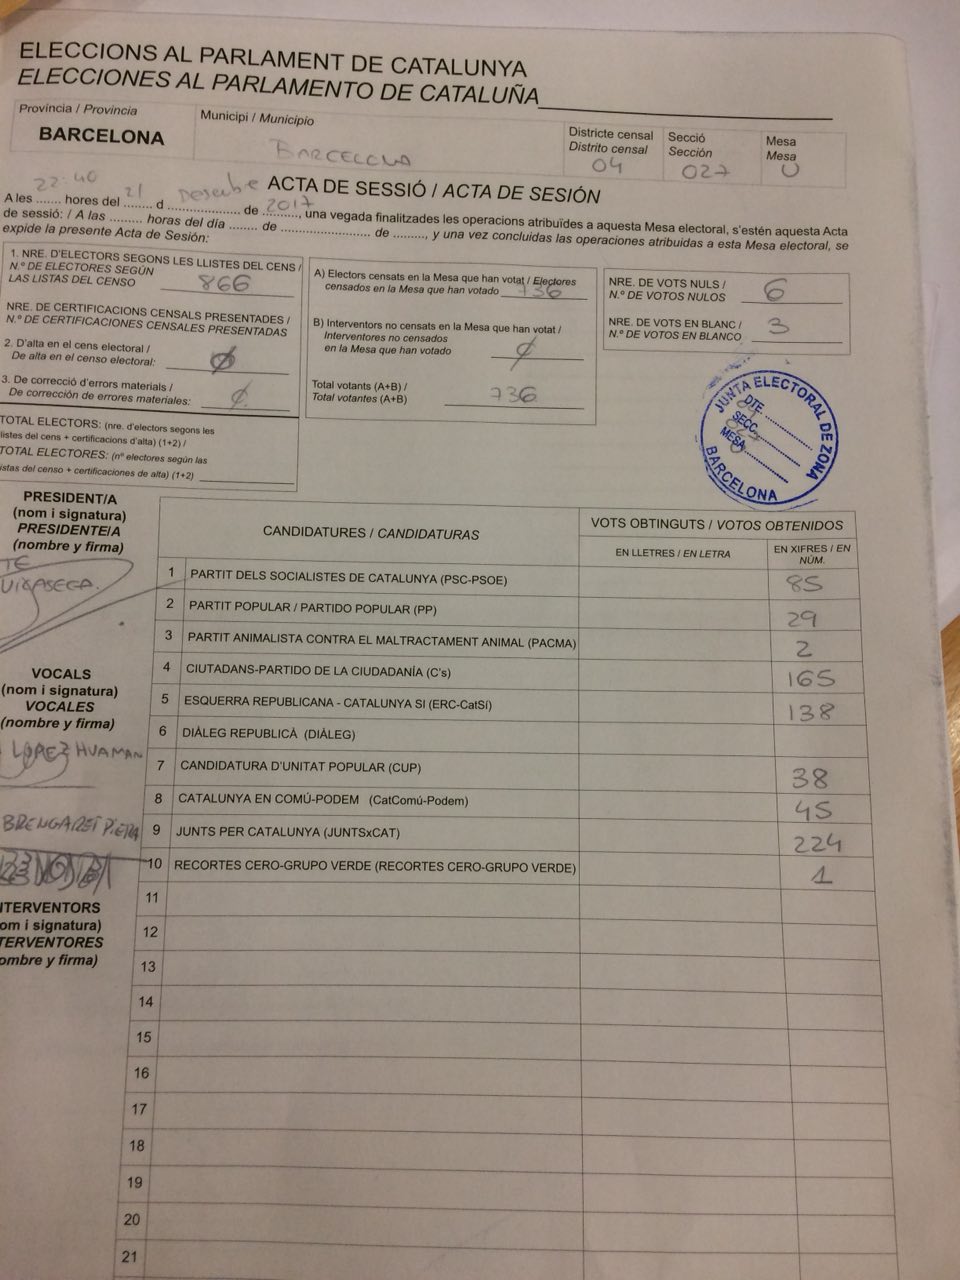 ELECCIONS AL PARLAMENT DE CATALUNYA
ELECCIONES AL PARLAMENTO DE CATALUÑA
Província / Provincia
BARCELONA
Municipi / Municipio
BARCELONA
Districte censal
Distrito censal
04
Secció
Sección
027
Mesa
Mesa
U
ACTA DE SESSIÓ / ACTA DE SESIÓN
A les 22:40 hores del 21 d Desembre de 2017, una vegada finalitzades les operacions atribuïdes a aquesta Mesa electoral, s'estén aquesta Acta
de sessió: / A las ......... horas del día ........ de ........................ de ........., y una vez concluidas las operaciones atribuidas a esta Mesa electoral, se
expide la presente Acta de Sesión:
1. NRE. D'ELECTORS SEGONS LES LLISTES DEL CENS /
N.º DE ELECTORES SEGÚN
LAS LISTAS DEL CENSO 866
NRE. DE CERTIFICACIONS CENSALS PRESENTADES /
N.º DE CERTIFICACIONES CENSALES PRESENTADAS
2. D'alta en el cens electoral /
De alta en el censo electoral: Ø
3. De correcció d'errors materials /
De corrección de errores materiales: Ø
TOTAL ELECTORS: (nre. d'electors segons les
listes del cens + certificacions d'alta) (1+2) /
TOTAL ELECTORES: (nº electores según las
istas del censo + certificaciones de alta) (1+2)
A) Electors censats en la Mesa que han votat / Electores
censados en la Mesa que han votado 736
B) Interventors no censats en la Mesa que han votat /
Interventores no censados
en la Mesa que han votado Ø
Total votants (A+B) /
Total votantes (A+B) 736
NRE. DE VOTS NULS /
N.º DE VOTOS NULOS 6
NRE. DE VOTS EN BLANC /
N.º DE VOTOS EN BLANCO 3
JUNTA ELECTORAL DE ZONA
DTE.
SECC.
MESA
BARCELONA
PRESIDENT/A
(nom i signatura)
PRESIDENTE/A
(nombre y firma)
VOCALS
(nom i signatura)
VOCALES
(nombre y firma)
LOPEZ HUAMAN
NTERVENTORS
om i signatura)
TERVENTORES
ombre y firma)
CANDIDATURES / CANDIDATURAS
VOTS OBTINGUTS / VOTOS OBTENIDOS
EN LLETRES / EN LETRA
EN XIFRES / EN
NÚM.
1 PARTIT DELS SOCIALISTES DE CATALUNYA (PSC-PSOE) 85
2 PARTIT POPULAR / PARTIDO POPULAR (PP) 29
3 PARTIT ANIMALISTA CONTRA EL MALTRACTAMENT ANIMAL (PACMA) 2
4 CIUTADANS-PARTIDO DE LA CIUDADANÍA (C's) 165
5 ESQUERRA REPUBLICANA - CATALUNYA SI (ERC-CatSí) 138
6 DIÀLEG REPUBLICÀ (DIÀLEG)
7 CANDIDATURA D'UNITAT POPULAR (CUP) 38
8 CATALUNYA EN COMÚ-PODEM (CatComú-Podem) 45
9 JUNTS PER CATALUNYA (JUNTSxCAT) 224
10 RECORTES CERO-GRUPO VERDE (RECORTES CERO-GRUPO VERDE) 1
11
12
13
14
15
16
17
18
19
20
21